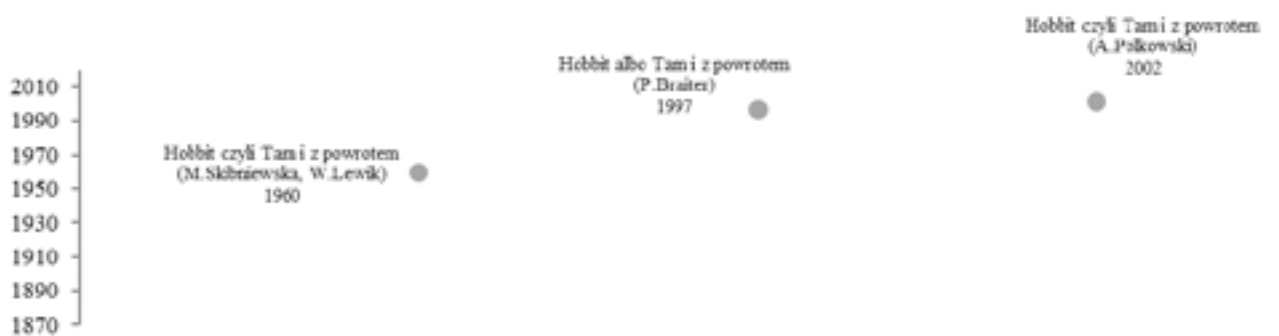 Hobbit czyli Tam i z powrotem
(A.Polkowski)
2002
Hobbit albo Tam i z powrotem
(P.Braiter)
1997
Hobbit czyli Tam i z powrotem
(M.Skibniewska, W.Lewik)
1960
2010
1990
1970
1950
1930
1910
1890
1870